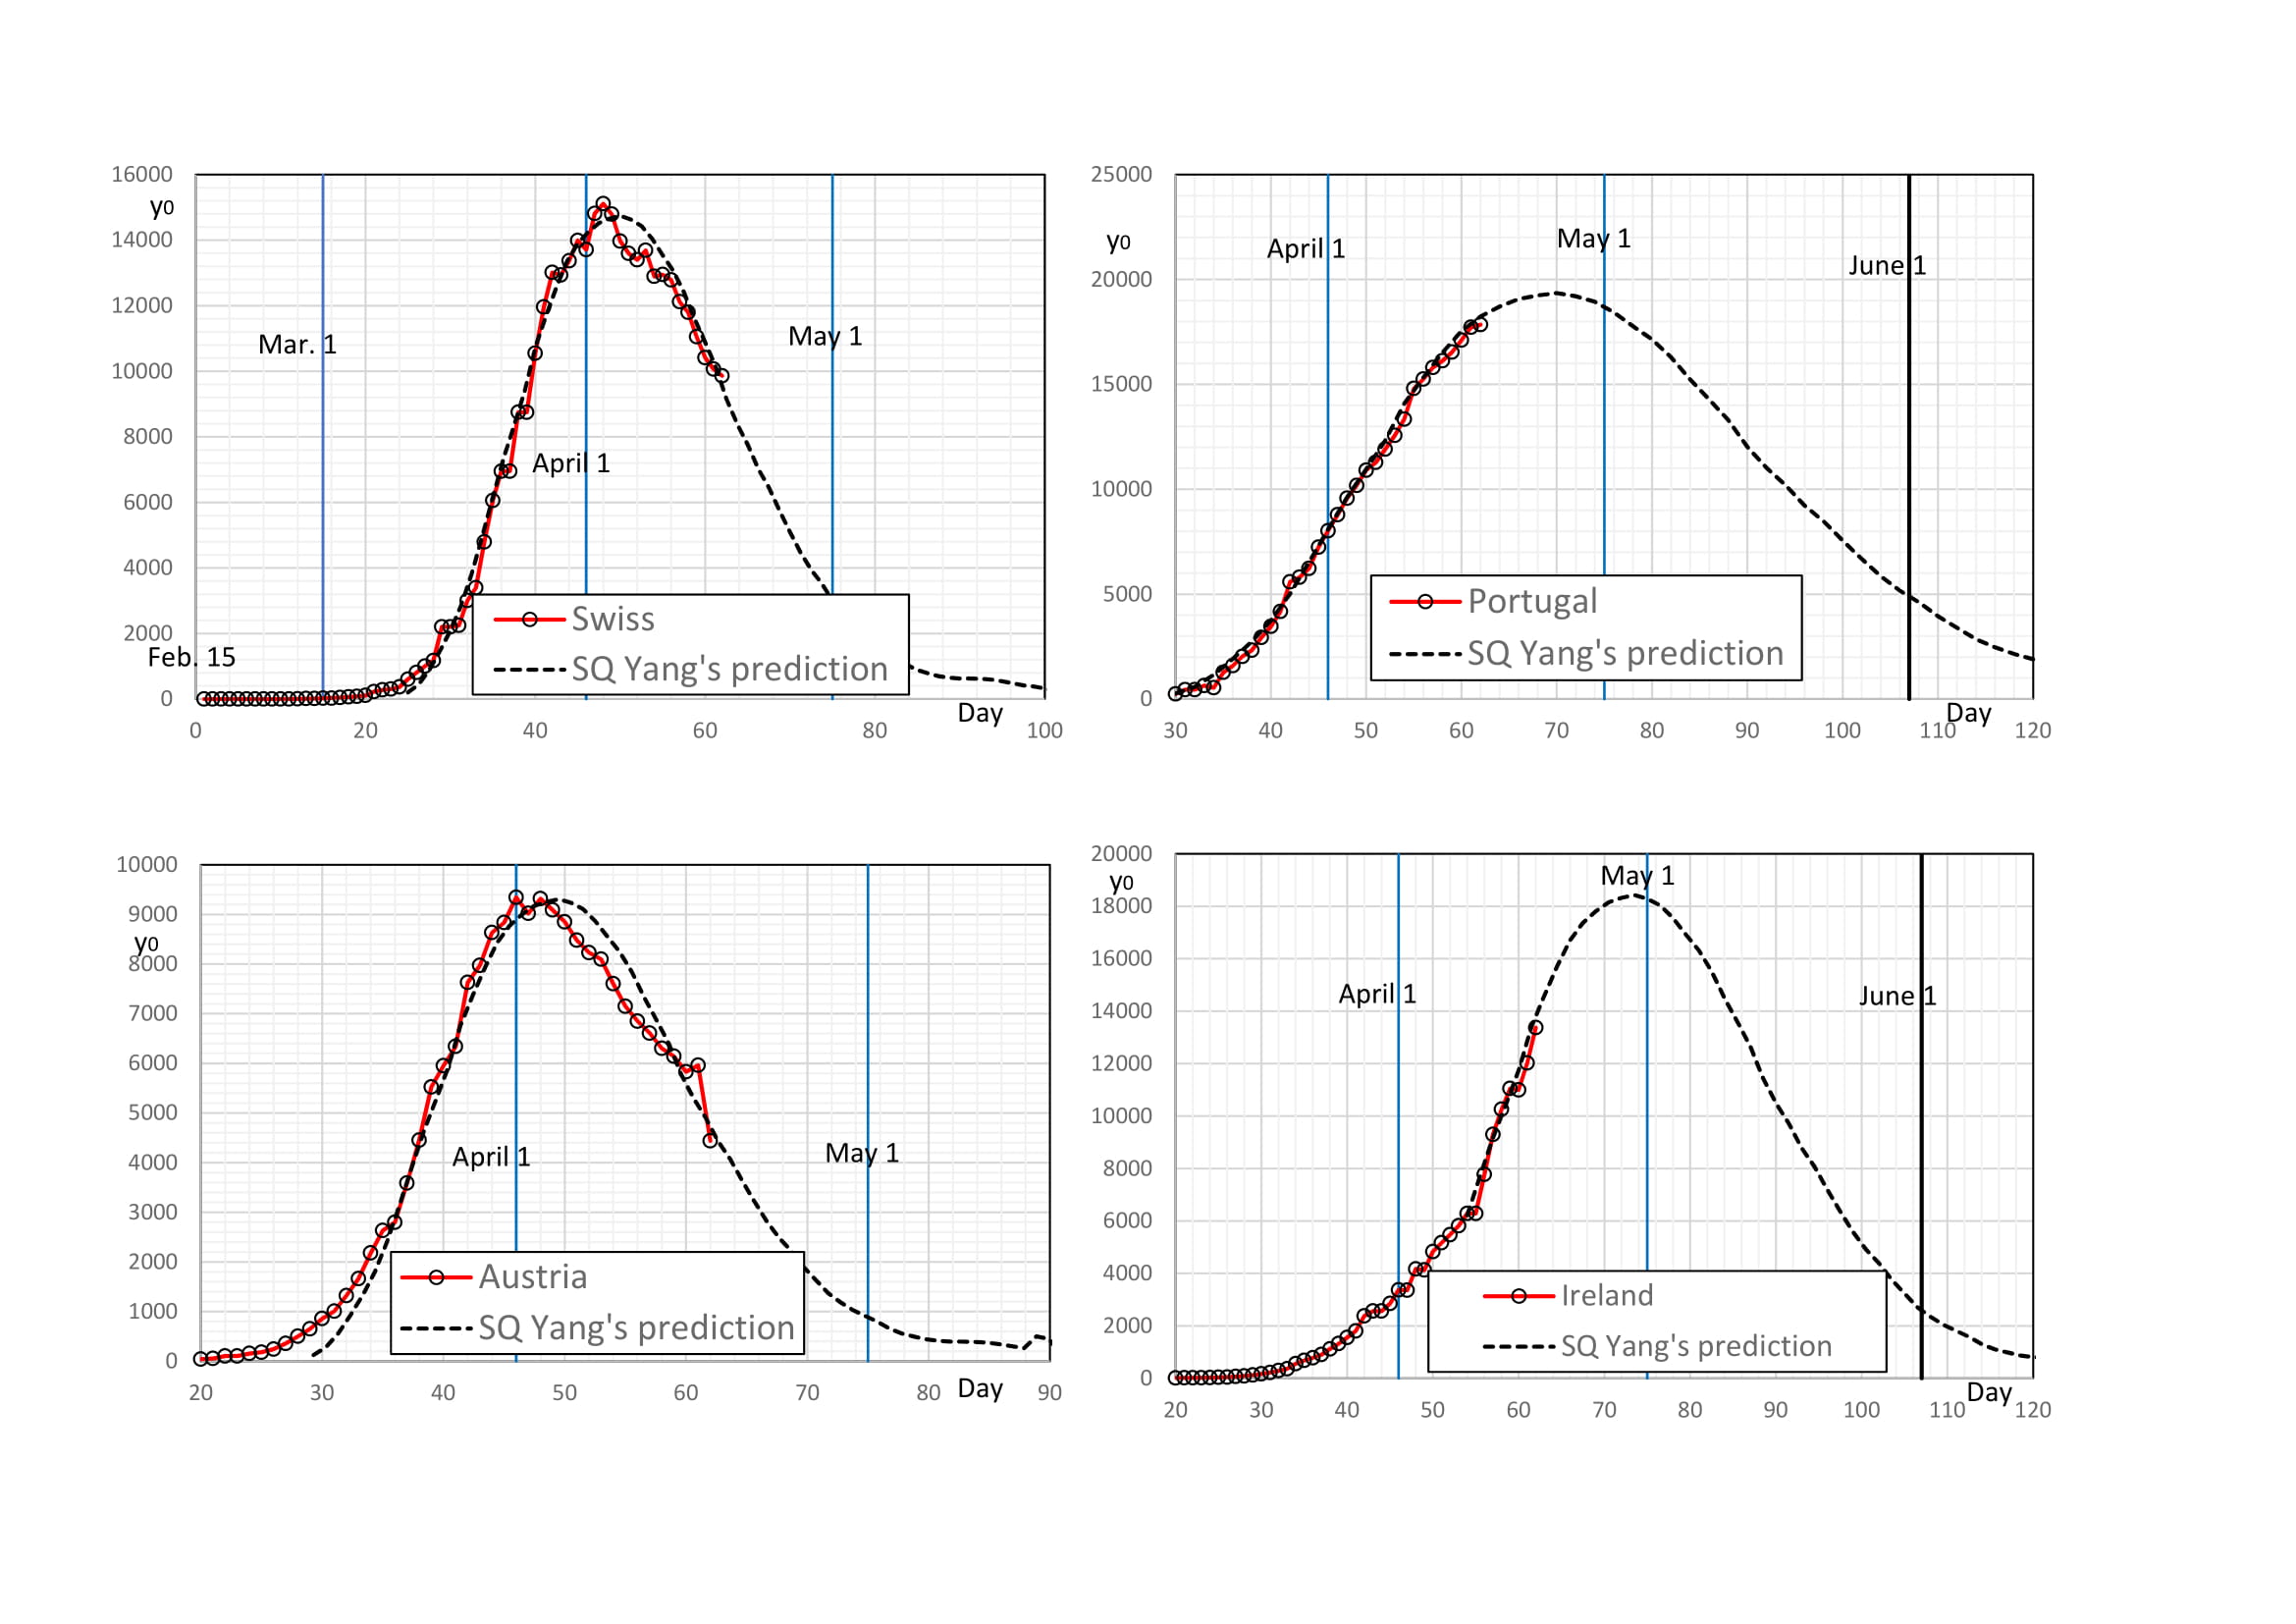 16000
y0
14000
12000
Mar. 1
May 1
10000
8000
April 1
6000
4000
2000
Swiss
SQ Yang's prediction
Feb. 15
0
Day
0 20 40 60 80 100
25000
y0
April 1
May 1
June 1
20000
15000
10000
5000
Portugal
SQ Yang's prediction
0
Day
30 40 50 60 70 80 90 100 110 120
10000
9000
y0
8000
7000
6000
5000
4000
April 1
May 1
3000
2000
1000
Austria
SQ Yang's prediction
0
Day
20 30 40 50 60 70 80 90
20000
y0
May 1
18000
16000
April 1
June 1
14000
12000
10000
8000
6000
4000
2000
Ireland
SQ Yang's prediction
0
Day
20 30 40 50 60 70 80 90 100 110 120